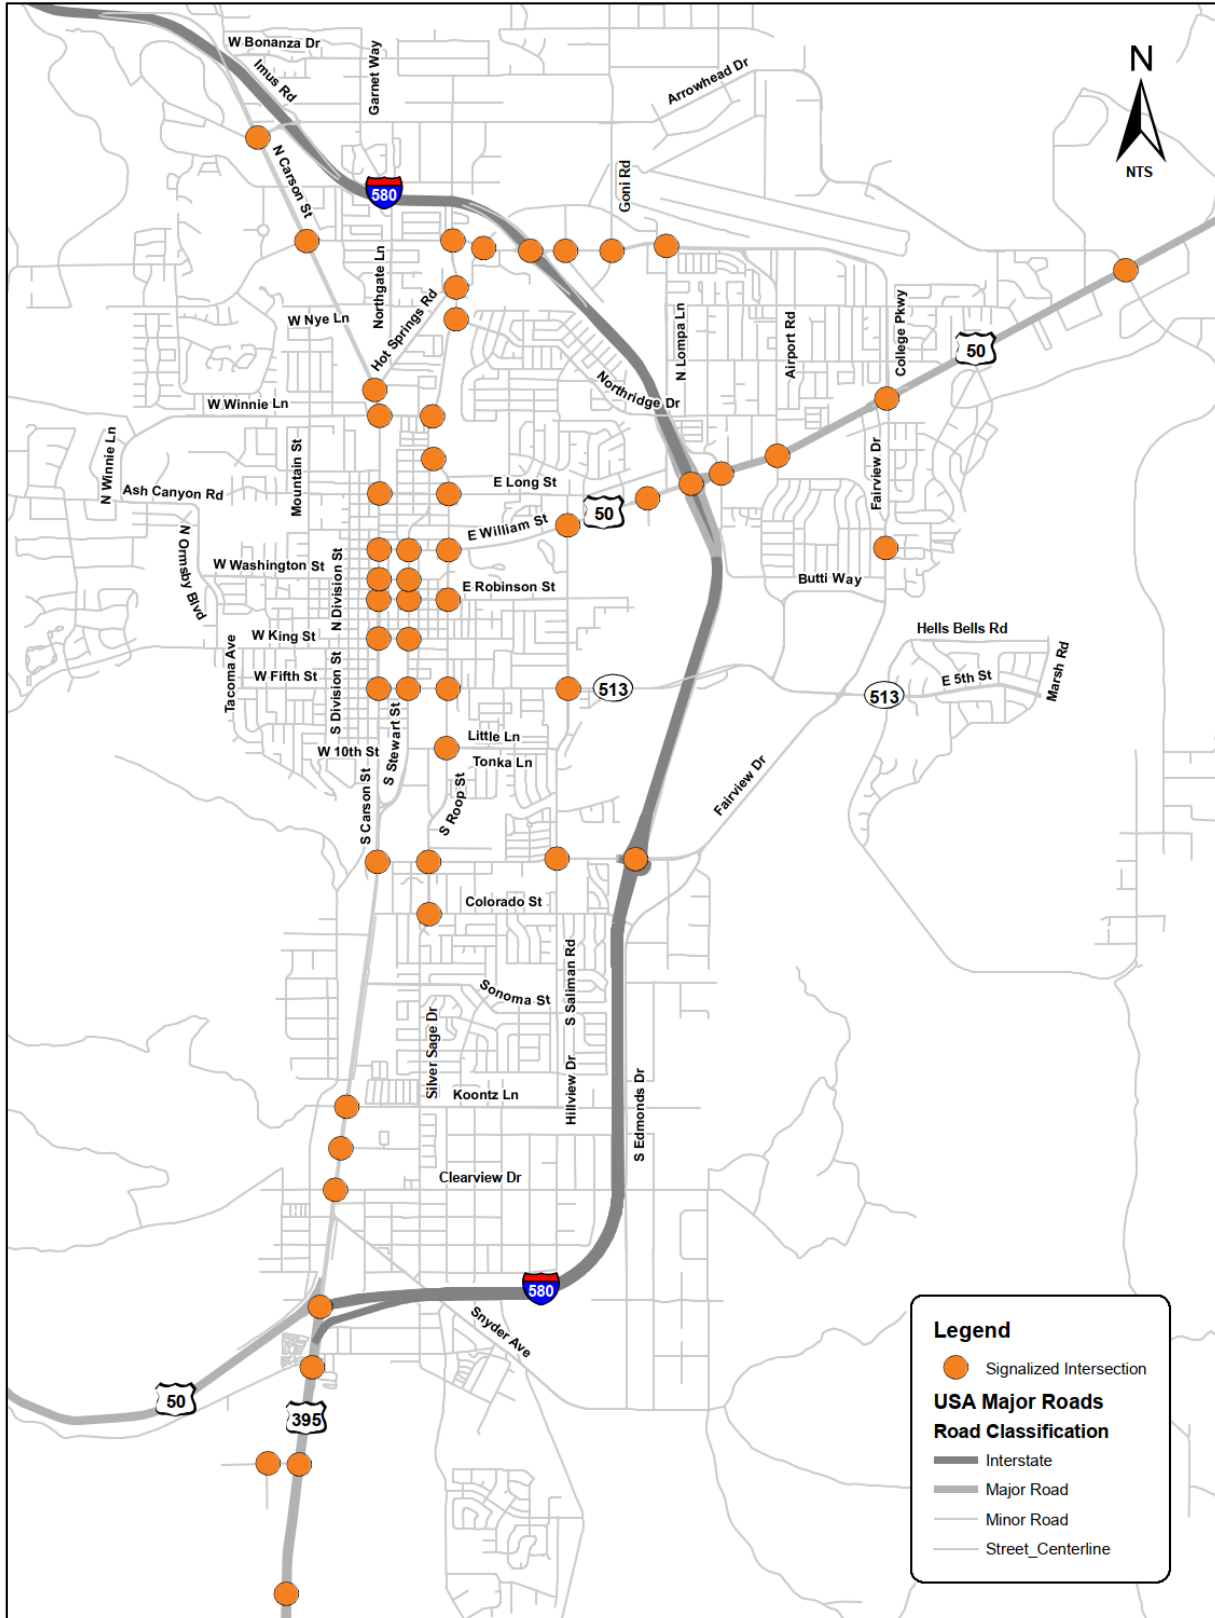 W Bonanza Dr
Imus Rd
Garnet Way
Arrowhead Dr
N
NTS
N Carson St
580
Goni Rd
Northgate Ln
W Nye Ln
Hot Springs Rd
N Lompa Ln
Airport Rd
College Pkwy
50
Northridge Dr
W Winnie Ln
N Winnie Ln
Mountain St
Fairview Dr
Ash Canyon Rd
E Long St
50
E William St
N Ormsby Blvd
W Washington St
N Division St
E Robinson St
Butti Way
W King St
Hells Bells Rd
Tacoma Ave
W Fifth St
S Division St
513
513
E 5th St
Marsh Rd
S Stewart St
Little Ln
W 10th St
Tonka Ln
S Carson St
S Roop St
Fairview Dr
Colorado St
S Saliman Rd
Sonoma St
Silver Sage Dr
Koontz Ln
Hillview Dr
S Edmonds Dr
Clearview Dr
580
Snyder Ave
50
395
Legend
Signalized Intersection
USA Major Roads
Road Classification
Interstate
Major Road
Minor Road
Street_Centerline